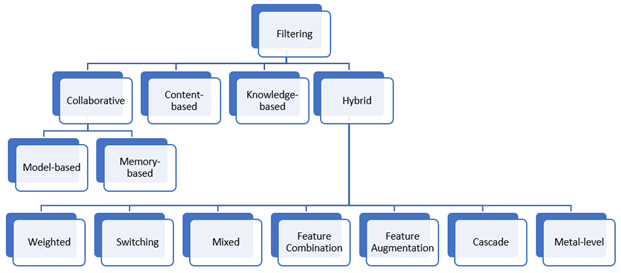 Filtering
Collaborative
Content-
based
Knowledge-
based
Hybrid
Model-based
Memory-
based
Weighted
Switching
Mixed
Feature
Combination
Feature
Augmentation
Cascade
Metal-level